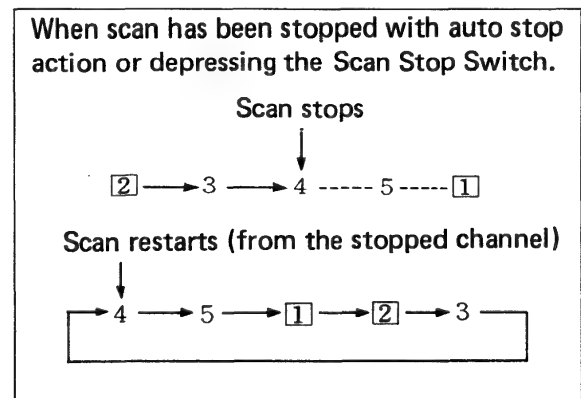 When scan has been stopped with auto stop
action or depressing the Scan Stop Switch.
Scan stops
2 3 4 5 1
Scan restarts (from the stopped channel)
4 5 1 2 3